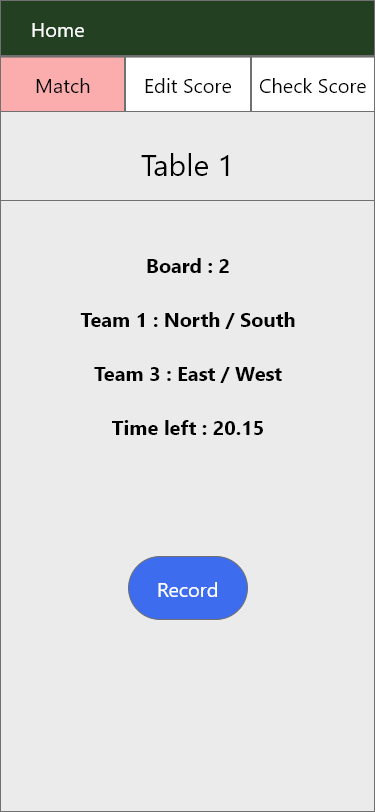 Home
Match Edit Score Check Score
Table 1
Board : 2
Team 1 : North / South
Team 3 : East / West
Time left : 20.15
Record